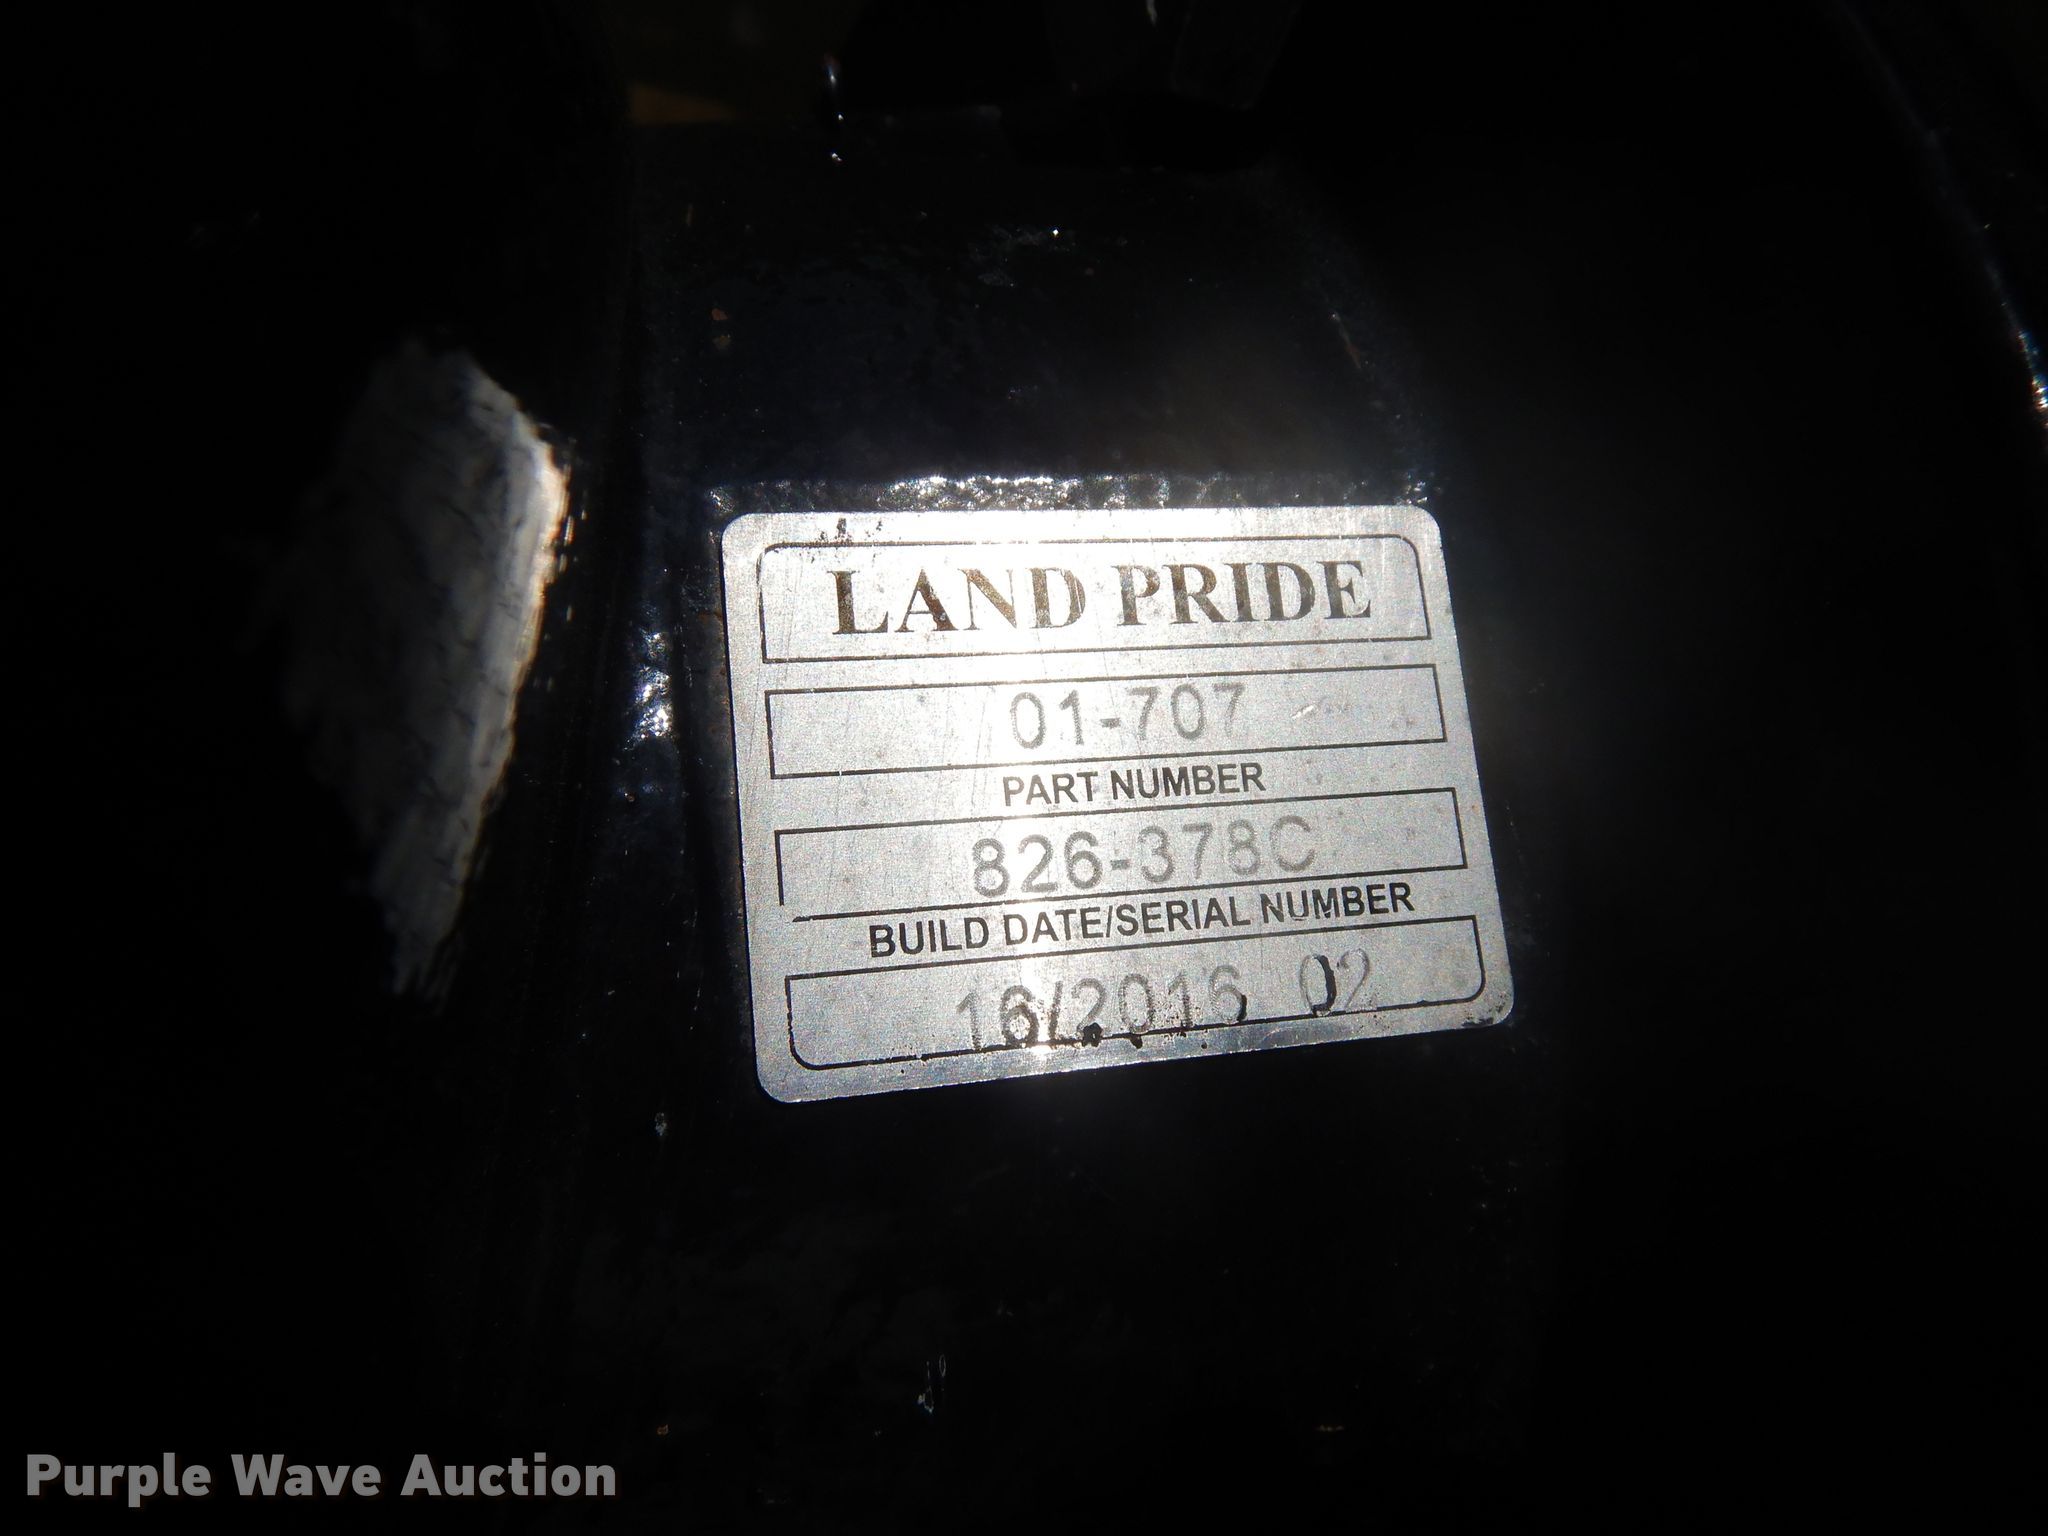 LAND PRIDE
01-707
PART NUMBER
826-378C
BUILD DATE/SERIAL NUMBER
16/2016 02
Purple Wave Auction